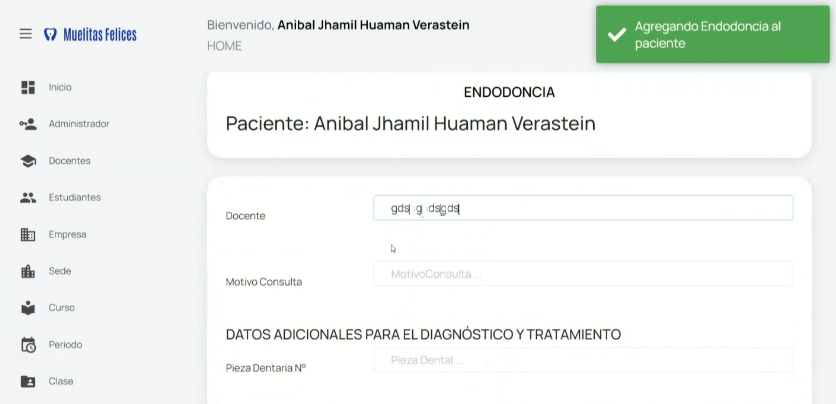 Muelitas Felices
Bienvenido, Anibal Jhamil Huaman Verastein
HOME
Agregando Endodoncia al
paciente
Inicio
Administrador
Docentes
Estudiantes
Empresa
Sede
Curso
Periodo
Clase
ENDODONCIA
Paciente: Anibal Jhamil Huaman Verastein
Docente
Motivo Consulta
MotivoConsulta ...
DATOS ADICIONALES PARA EL DIAGNÓSTICO Y TRATAMIENTO
Pieza Dentaria N°
Pieza Dental ...